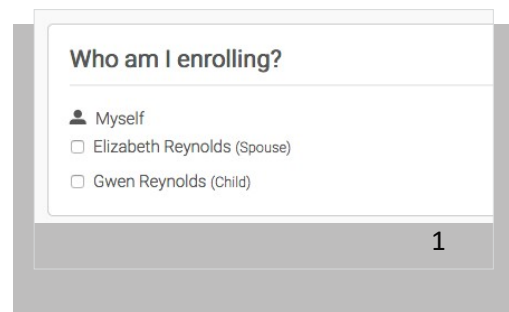 Who am I enrolling?
Myself
Elizabeth Reynolds (Spouse)
Gwen Reynolds (Child)
1